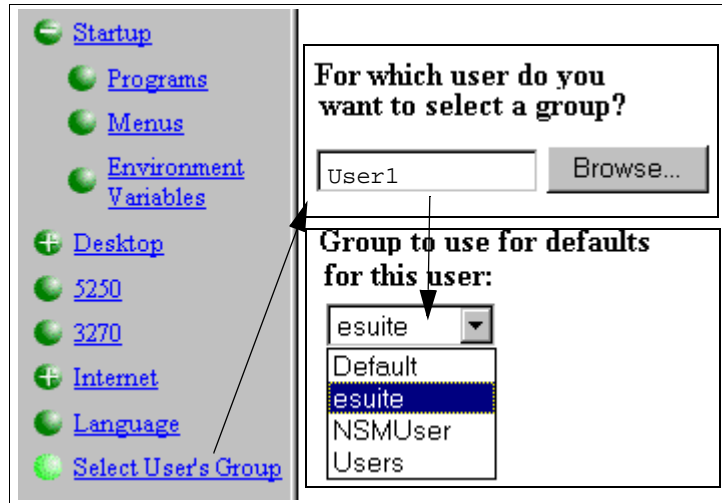 Startup
Programs
Menus
Environment
Variables
Desktop
5250
3270
Internet
Language
Select User's Group
For which user do you
want to select a group?
User1
Browse...
Group to use for defaults
for this user:
esuite
Default
esuite
NSMUser
Users